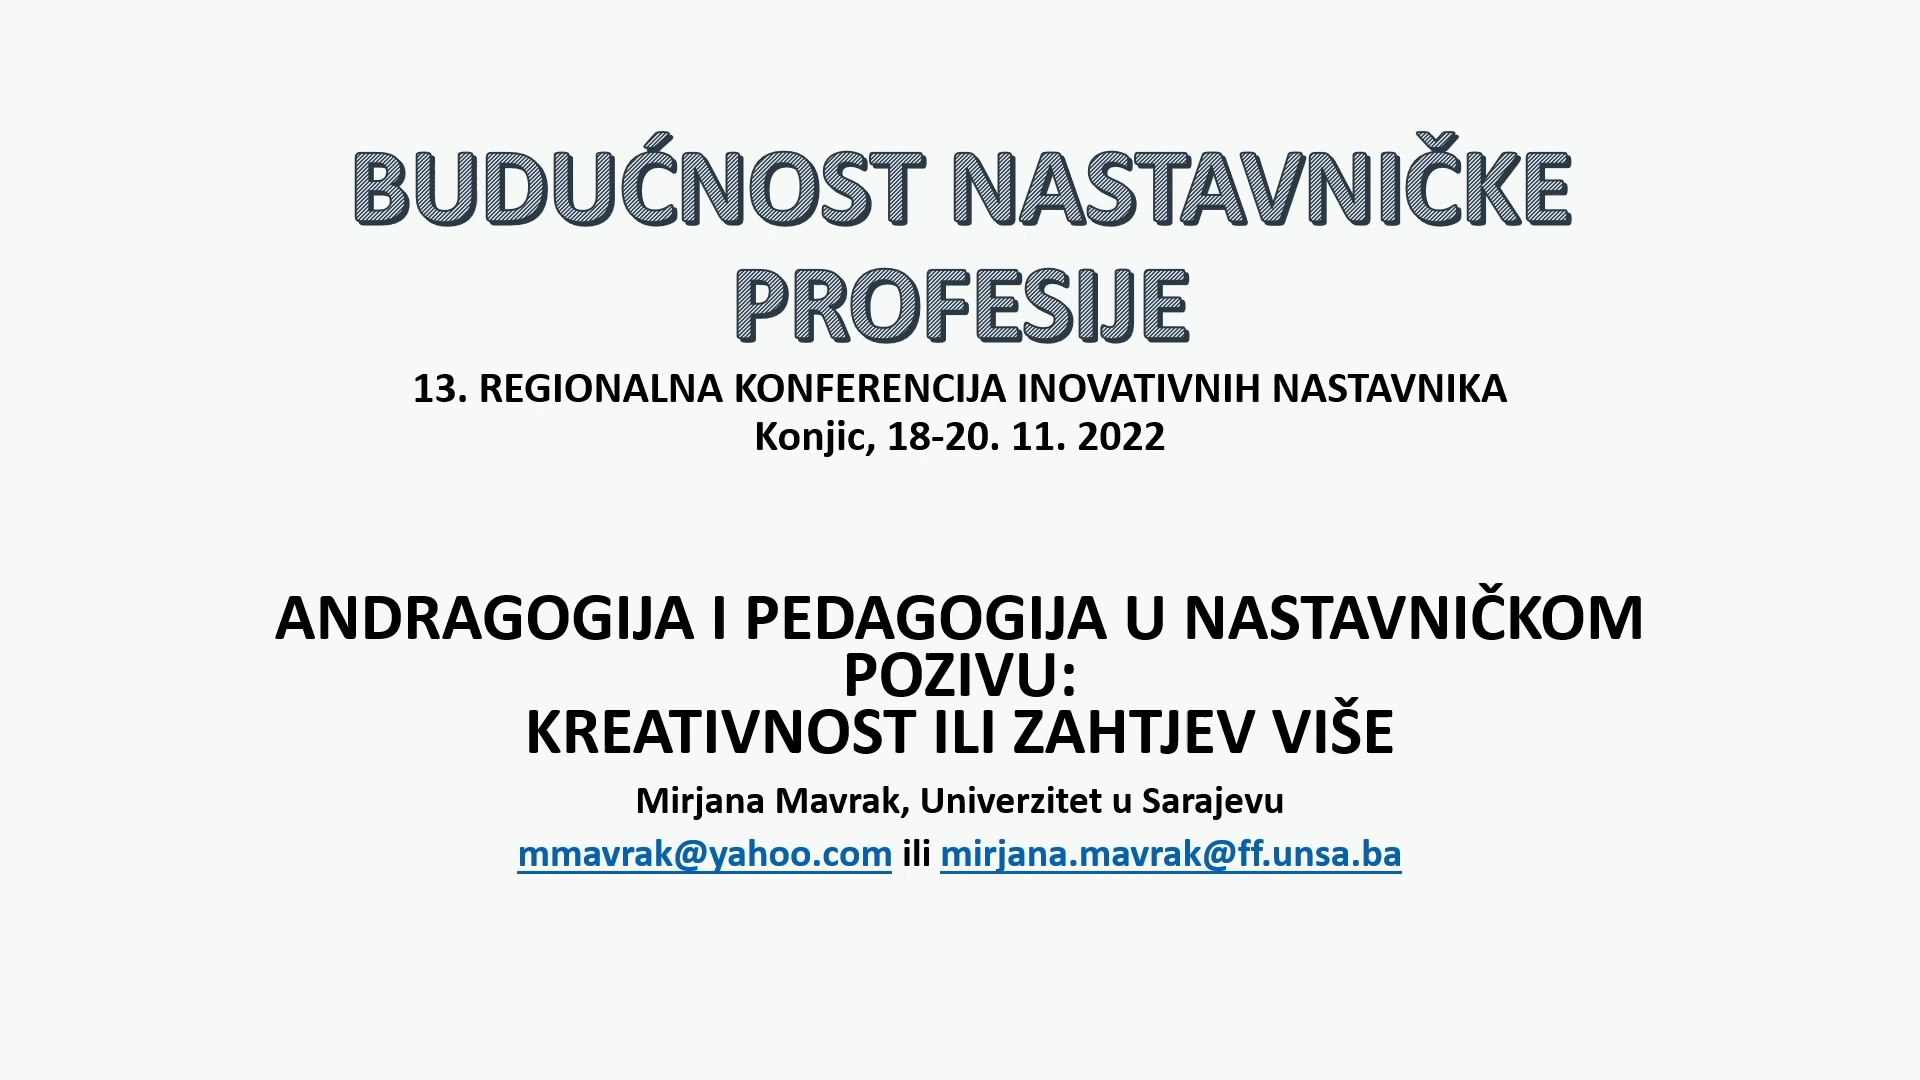 BUDUĆNOST NASTAVNIČKE
PROFESIJE
13. REGIONALNA KONFERENCIJA INOVATIVNIH NASTAVNIKA
Konjic, 18-20. 11. 2022
ANDRAGOGIJA I PEDAGOGIJA U NASTAVNIČKOM
POZIVU:
KREATIVNOST ILI ZAHTJEV VIŠE
Mirjana Mavrak, Univerzitet u Sarajevu
mmavrak@yahoo.com ili mirjana.mavrak@ff.unsa.ba